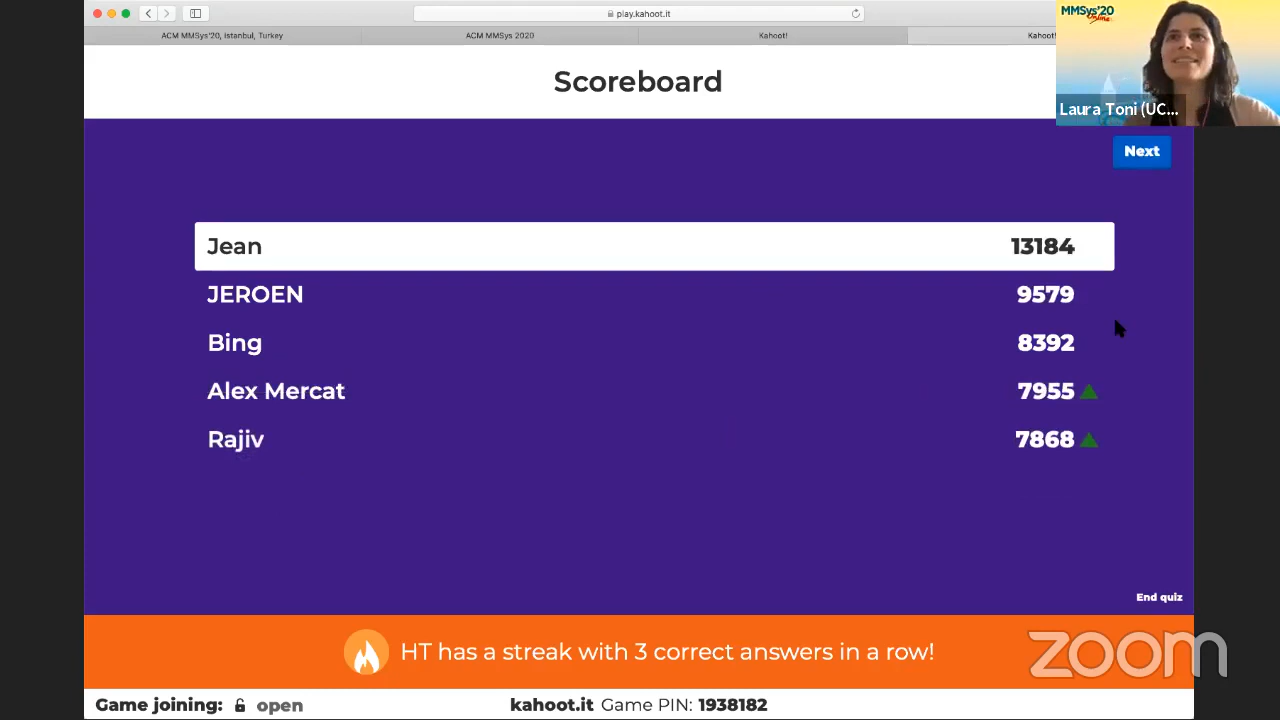 play.kahoot.it
ACM MMSys'20, Istanbul, Turkey
ACM MMSys 2020
Kahoot!
Kahoot!
MMSys'20
Online
Laura Toni (UC...
Scoreboard
Next
Jean 13184
JEROEN 9579
Bing 8392
Alex Mercat 7955
Rajiv 7868
End quiz
HT has a streak with 3 correct answers in a row!
zoom
Game joining: open kahoot.it Game PIN: 1938182